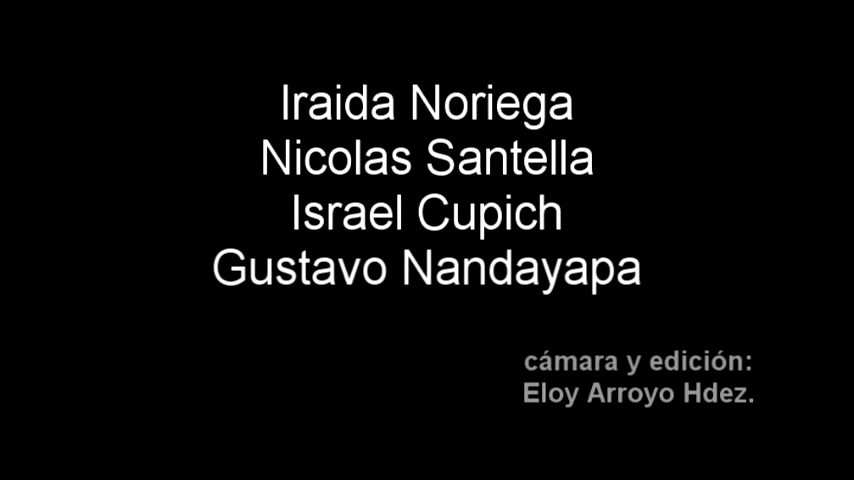 Iraida Noriega
Nicolas Santella
Israel Cupich
Gustavo Nandayapa
cámara y edición:
Eloy Arroyo Hdez.